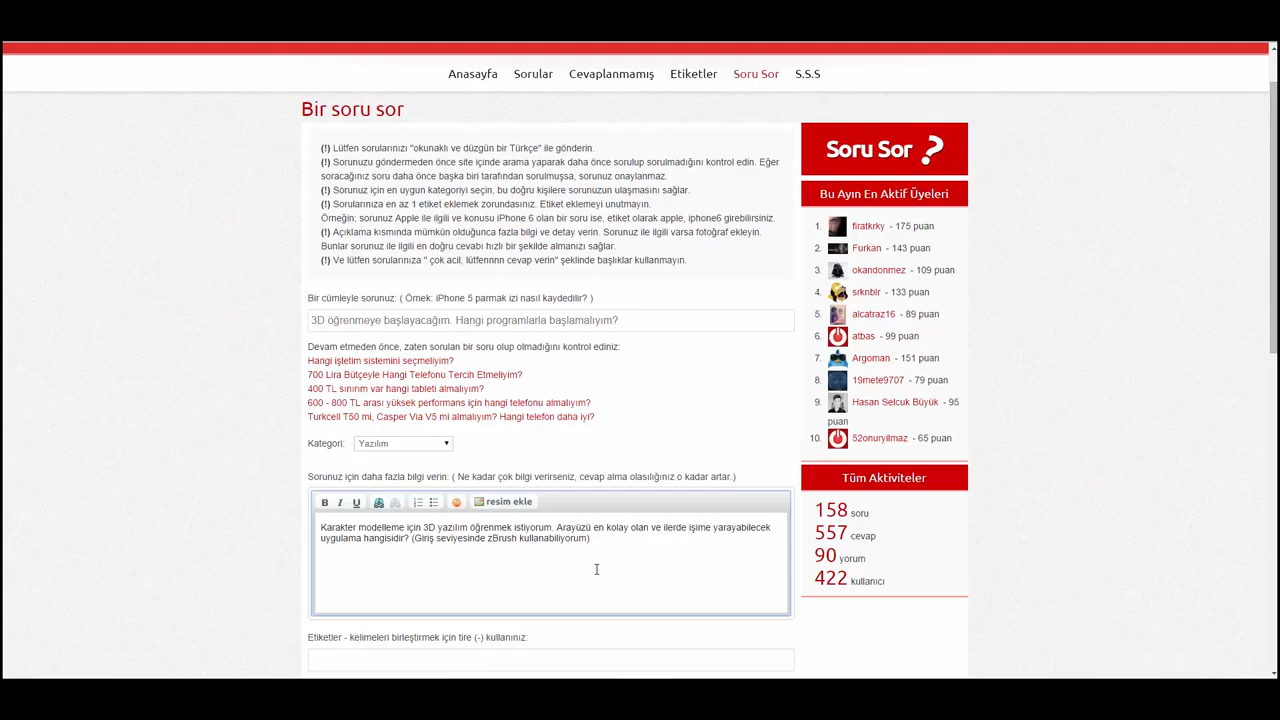 Anasayfa Sorular Cevaplanmamış Etiketler Soru Sor S.S.S
Bir soru sor
(!) Lütfen sorularınızı "okunaklı ve düzgün bir Türkçe" ile gönderin.
(!) Sorunuzu göndermeden önce site içinde arama yaparak daha önce sorulup sorulmadığını kontrol edin. Eğer
soracağınız soru daha önce başka biri tarafından sorulmuşsa, sorunuz onaylanmaz.
(!) Sorunuz için en uygun kategoriyi seçin, bu doğru kişilere sorunuzun ulaşmasını sağlar.
(!) Sorularınıza en az 1 etiket eklemek zorundasınız. Etiket eklemeyi unutmayın.
Örneğin; sorunuz Apple ile ilgili ve konusu iPhone 6 olan bir soru ise, etiket olarak apple, iphone6 girebilirsiniz.
(!) Açıklama kısmında mümkün olduğunca fazla bilgi ve detay verin. Sorunuz ile ilgili varsa fotoğraf ekleyin.
Bunlar sorunuz ile ilgili en doğru cevabı hızlı bir şekilde almanızı sağlar.
(!) Ve lütfen sorularınıza " çok acil, lütfennnn cevap verin" şeklinde başlıklar kullanmayın.
Bir cümleyle sorunuz: ( Örnek: iPhone 5 parmak izi nasıl kaydedilir? )
3D öğrenmeye başlayacağım. Hangi programlarla başlamalıyım?
Devam etmeden önce, zaten sorulan bir soru olup olmadığını kontrol ediniz:
Hangi işletim sistemini seçmeliyim?
700 Lira Bütçeyle Hangi Telefonu Tercih Etmeliyim?
400 TL sınırım var hangi tableti almalıyım?
600 - 800 TL arası yüksek performans için hangi telefonu almalıyım?
Turkcell T50 mi, Casper Via V5 mi almalıyım? Hangi telefon daha iyi?
Kategori: Yazılım
Sorunuz için daha fazla bilgi verin: ( Ne kadar çok bilgi verirseniz, cevap alma olasılığınız o kadar artar.)
B I U resim ekle
Karakter modelleme için 3D yazılım öğrenmek istiyorum. Arayüzü en kolay olan ve ilerde işime yarayabilecek
uygulama hangisidir? (Giriş seviyesinde zBrush kullanabiliyorum)
Etiketler - kelimeleri birleştirmek için tire (-) kullanınız:
Soru Sor ?
Bu Ayın En Aktif Üyeleri
1. firatkrky - 175 puan
2. Furkan - 143 puan
3. okandonmez - 109 puan
4. srknblr - 133 puan
5. alcatraz16 - 89 puan
6. atbas - 99 puan
7. Argoman - 151 puan
8. 19mete9707 - 79 puan
9. Hasan Selcuk Büyük - 95
puan
10. 52onuryilmaz - 65 puan
Tüm Aktiviteler
158 soru
557 cevap
90 yorum
422 kullanıcı